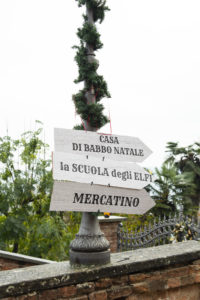 CASA
DI BABBO NATALE
la SCUOLA degli ELFI
MERCATINO